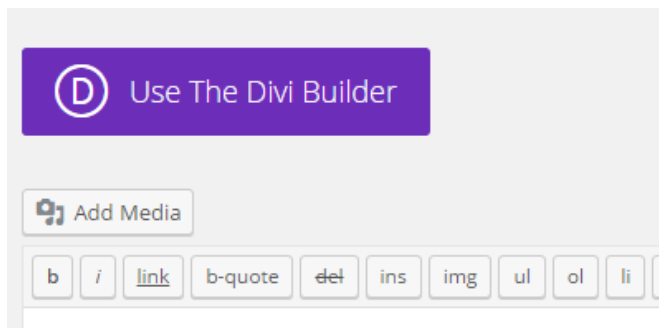 D Use The Divi Builder
Add Media
b i link b-quote del ins img ul ol li